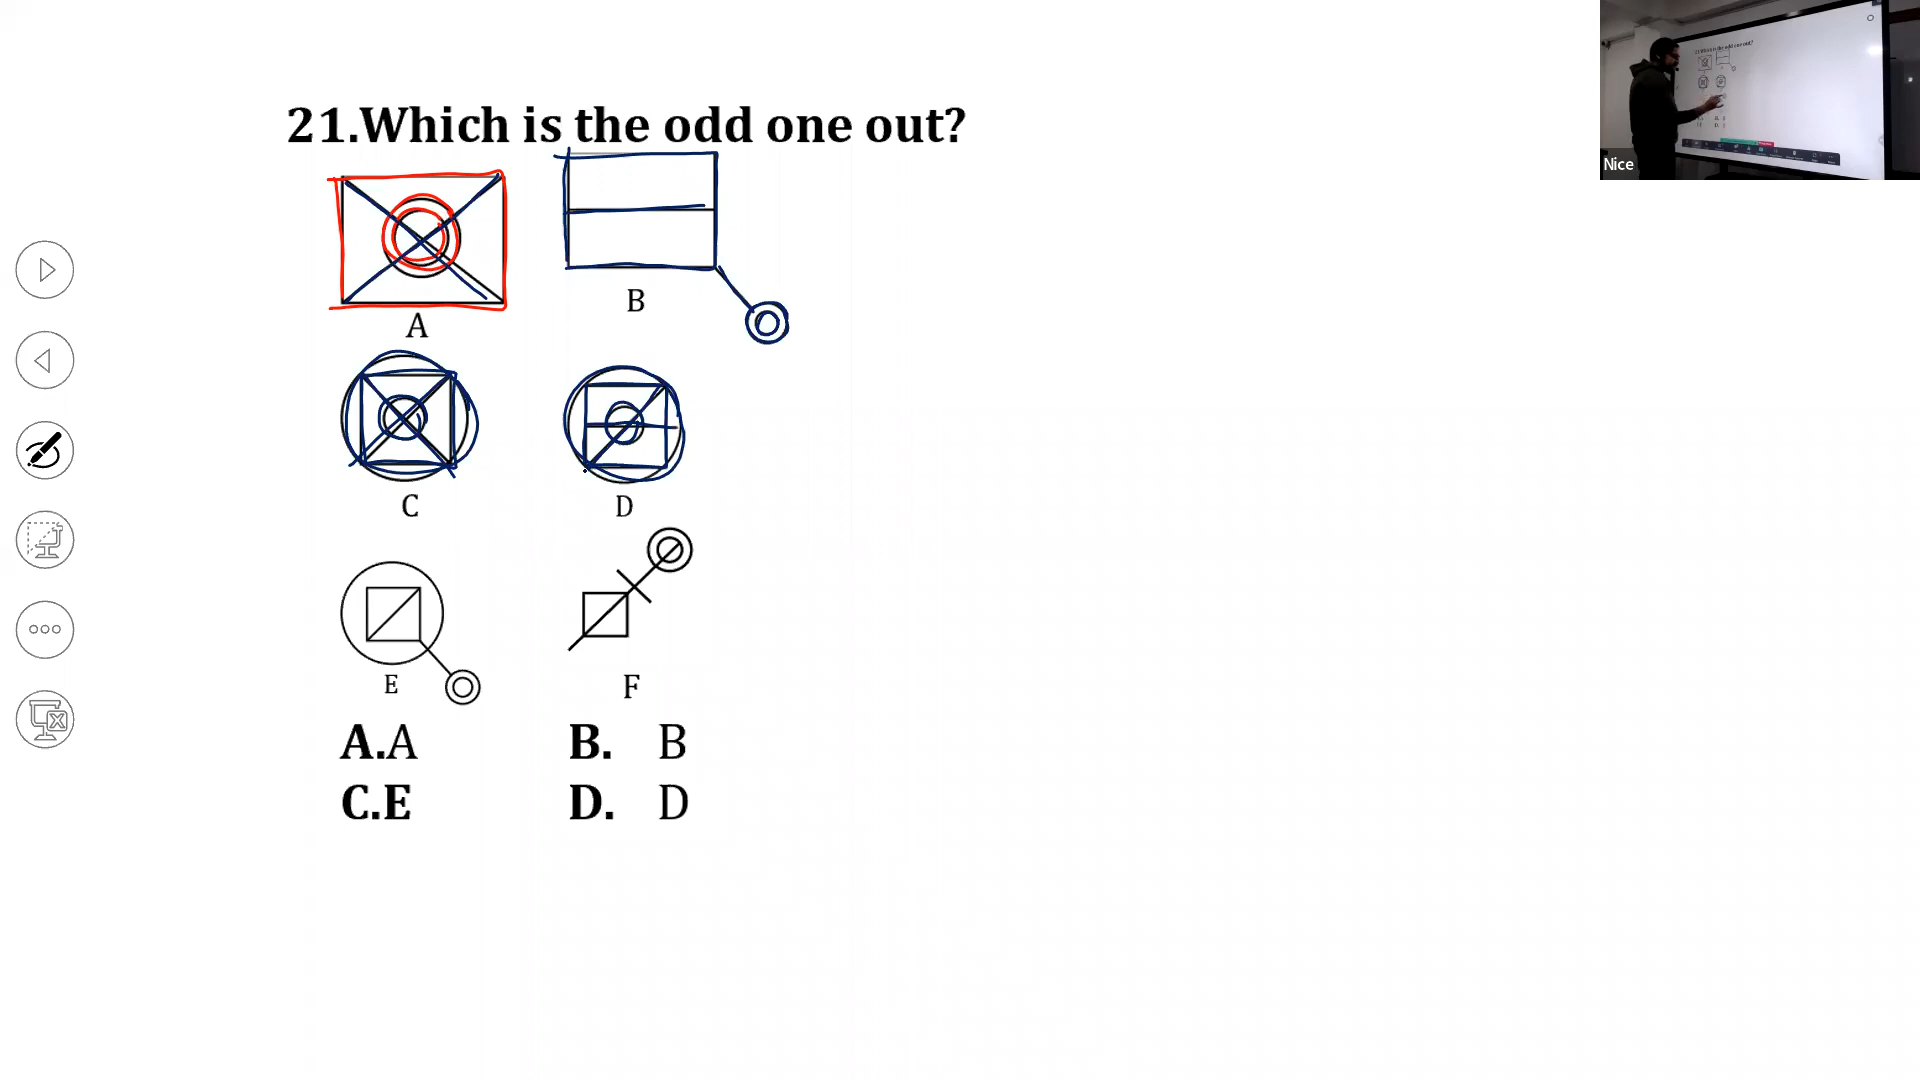 21.Which is the odd one out?
A
B
C
D
E
F
A.A B. B
C.E D. D
Nice